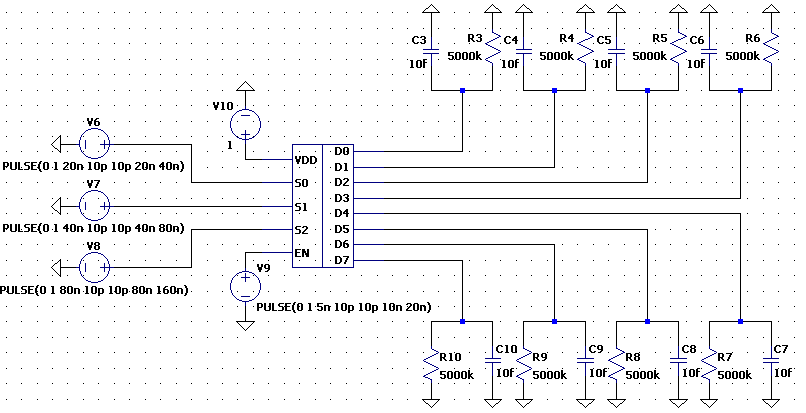 C3
10f
R3
5000k
C4
10f
R4
5000k
C5
10f
R5
5000k
C6
10f
R6
5000k
V10
1
V6
PULSE(0 1 20n 10p 10p 20n 40n)
V7
PULSE(0 1 40n 10p 10p 40n 80n)
V8
PULSE(0 1 80n 10p 10p 80n 160n)
V9
PULSE(0 1 5n 10p 10p 10n 20n)
VDD
S0
S1
S2
EN
D0
D1
D2
D3
D4
D5
D6
D7
R10
5000k
C10
10f
R9
5000k
C9
10f
R8
5000k
C8
10f
R7
5000k
C7
10f